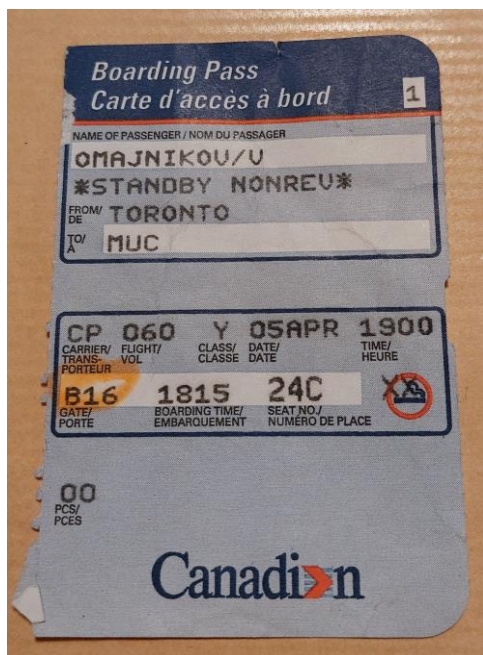 Boarding Pass
Carte d'accès à bord 1
NAME OF PASSENGER / NOM DU PASSAGER
OMAJNIKOV/V
*STANDBY NONREV*
FROM/ DE TORONTO
TO/ À MUC
CP 060 Y 05APR 1900
CARRIER/ TRANS- PORTEUR FLIGHT/ VOL CLASS/ CLASSE DATE/ DATE TIME/ HEURE
B16 1815 24C XX
GATE/ PORTE BOARDING TIME/ EMBARQUEMENT SEAT NO./ NUMÉRO DE PLACE
00
PCS/
PCES
Canadi>n